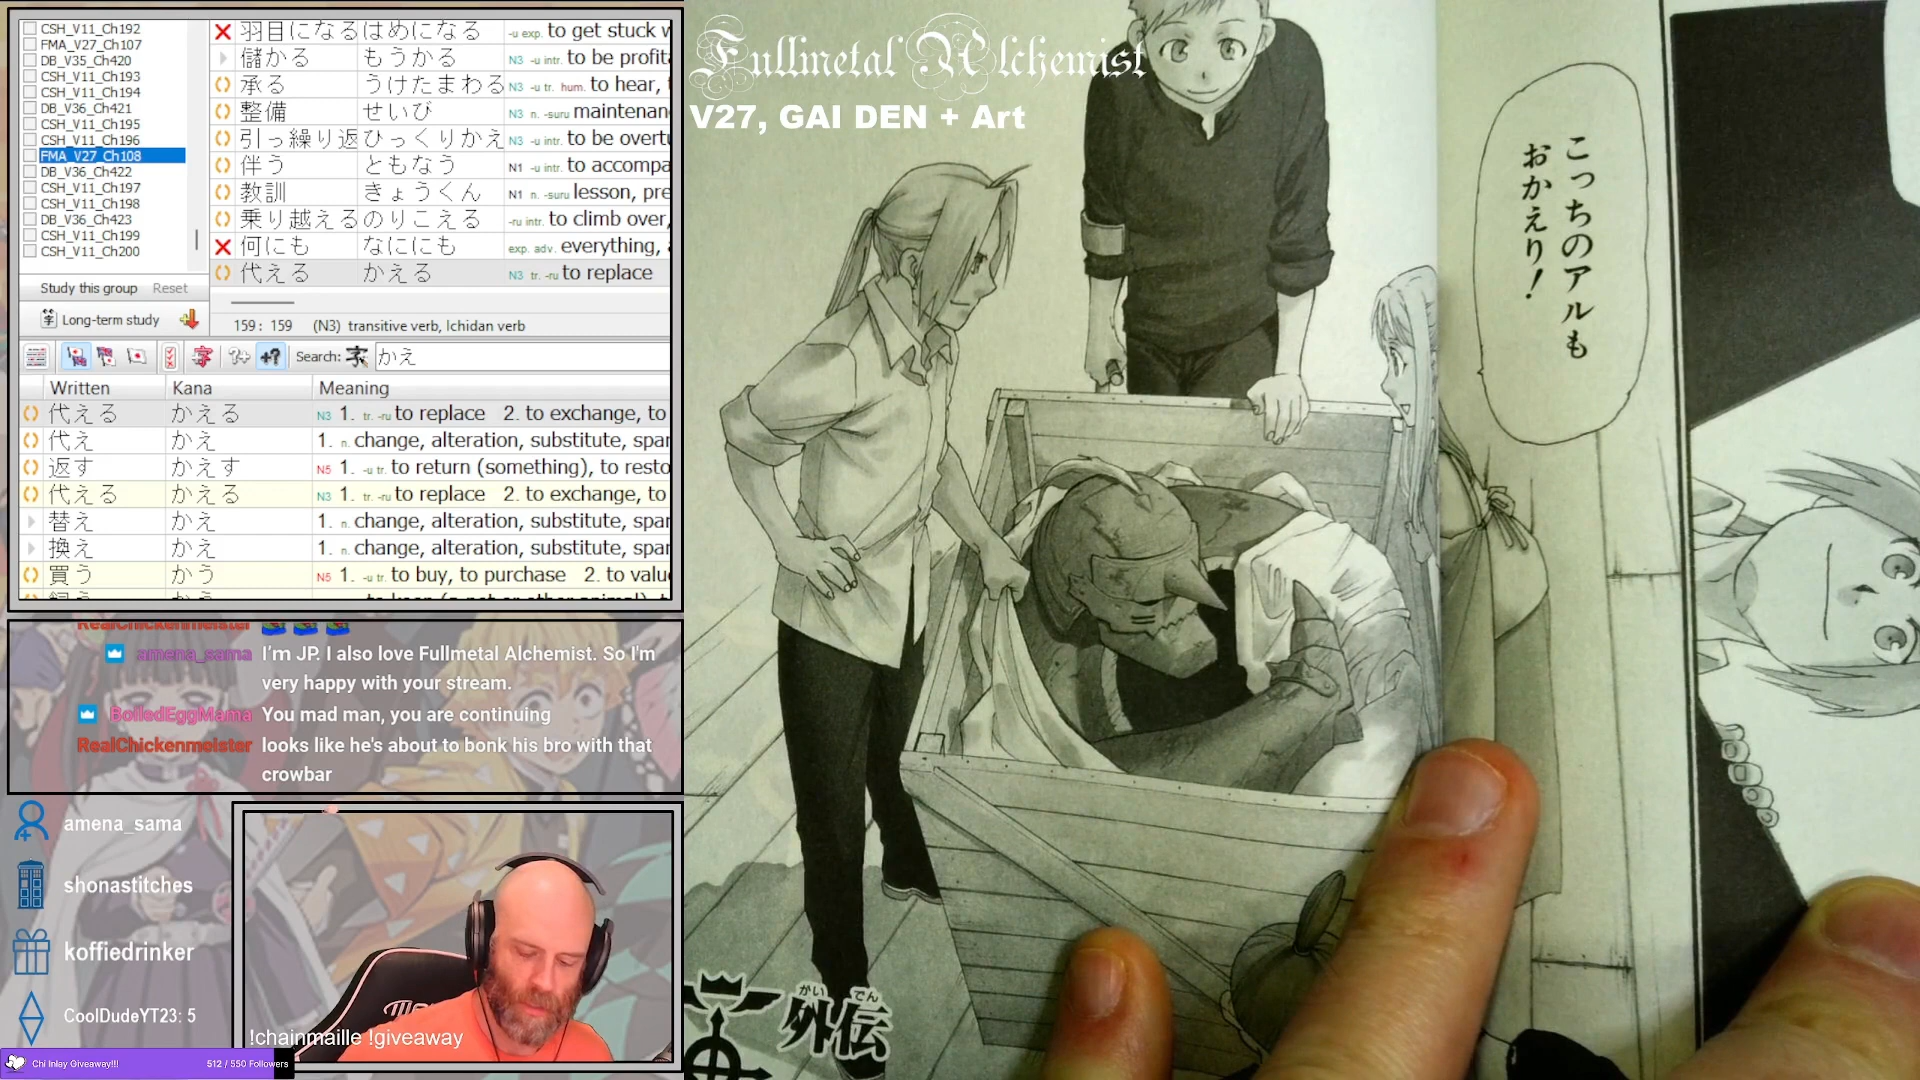 CSH_V11_Ch192
FMA_V27_Ch107
DB_V35_Ch420
CSH_V11_Ch193
CSH_V11_Ch194
DB_V36_Ch421
CSH_V11_Ch195
CSH_V11_Ch196
FMA_V27_Ch108
DB_V36_Ch422
CSH_V11_Ch197
CSH_V11_Ch198
DB_V36_Ch423
CSH_V11_Ch199
CSH_V11_Ch200
Study this group Reset
Long-term study
羽目になる はめになる -u exp. to get stuck
儲かる もうかる N3 -u intr. to be
承る うけたまわる N3 -u tr. hum. to hear,
整備 せいび N3 n. -suru
引っ繰り返 ひっくりかえ N3 -u intr. to be
伴う ともなう N1 -u intr. to
教訓 きょうくん N1 n. -suru lesson,
乗り越える のりこえる -ru intr. to climb over,
何にも なににも exp. adv. everything,
代える かえる N3 tr. -ru to replace
159: 159 (N3) transitive verb, Ichidan verb
Search: かえ
Written Kana Meaning
代える かえる N3 1. tr. -ru to replace 2. to exchange, to
代え かえ 1. n. change, alteration, substitute,
返す かえす N5 1. -u tr. to return (something), to
代える かえる N3 1. tr. -ru to replace 2. to exchange, to
替え かえ 1. n. change, alteration, substitute,
換え かえ 1. n. change, alteration, substitute,
買う かう N5 1. -u tr. to buy, to purchase 2. to
RealChickenmeister
amena_sama I'm JP. I also love Fullmetal Alchemist. So I'm
very happy with your stream.
BoiledEggMama You mad man, you are continuing
RealChickenmeister looks like he's about to bonk his bro with that
crowbar
amena_sama
shonastitches
koffiedrinker
CoolDudeYT23: 5
Chi Inlay Giveaway!!! 512 / 550 Followers
!chainmaille !giveaway
Fullmetal Alchemist
V27, GAI DEN + Art
こっちのアルも
おかえり！
がいでん
外伝